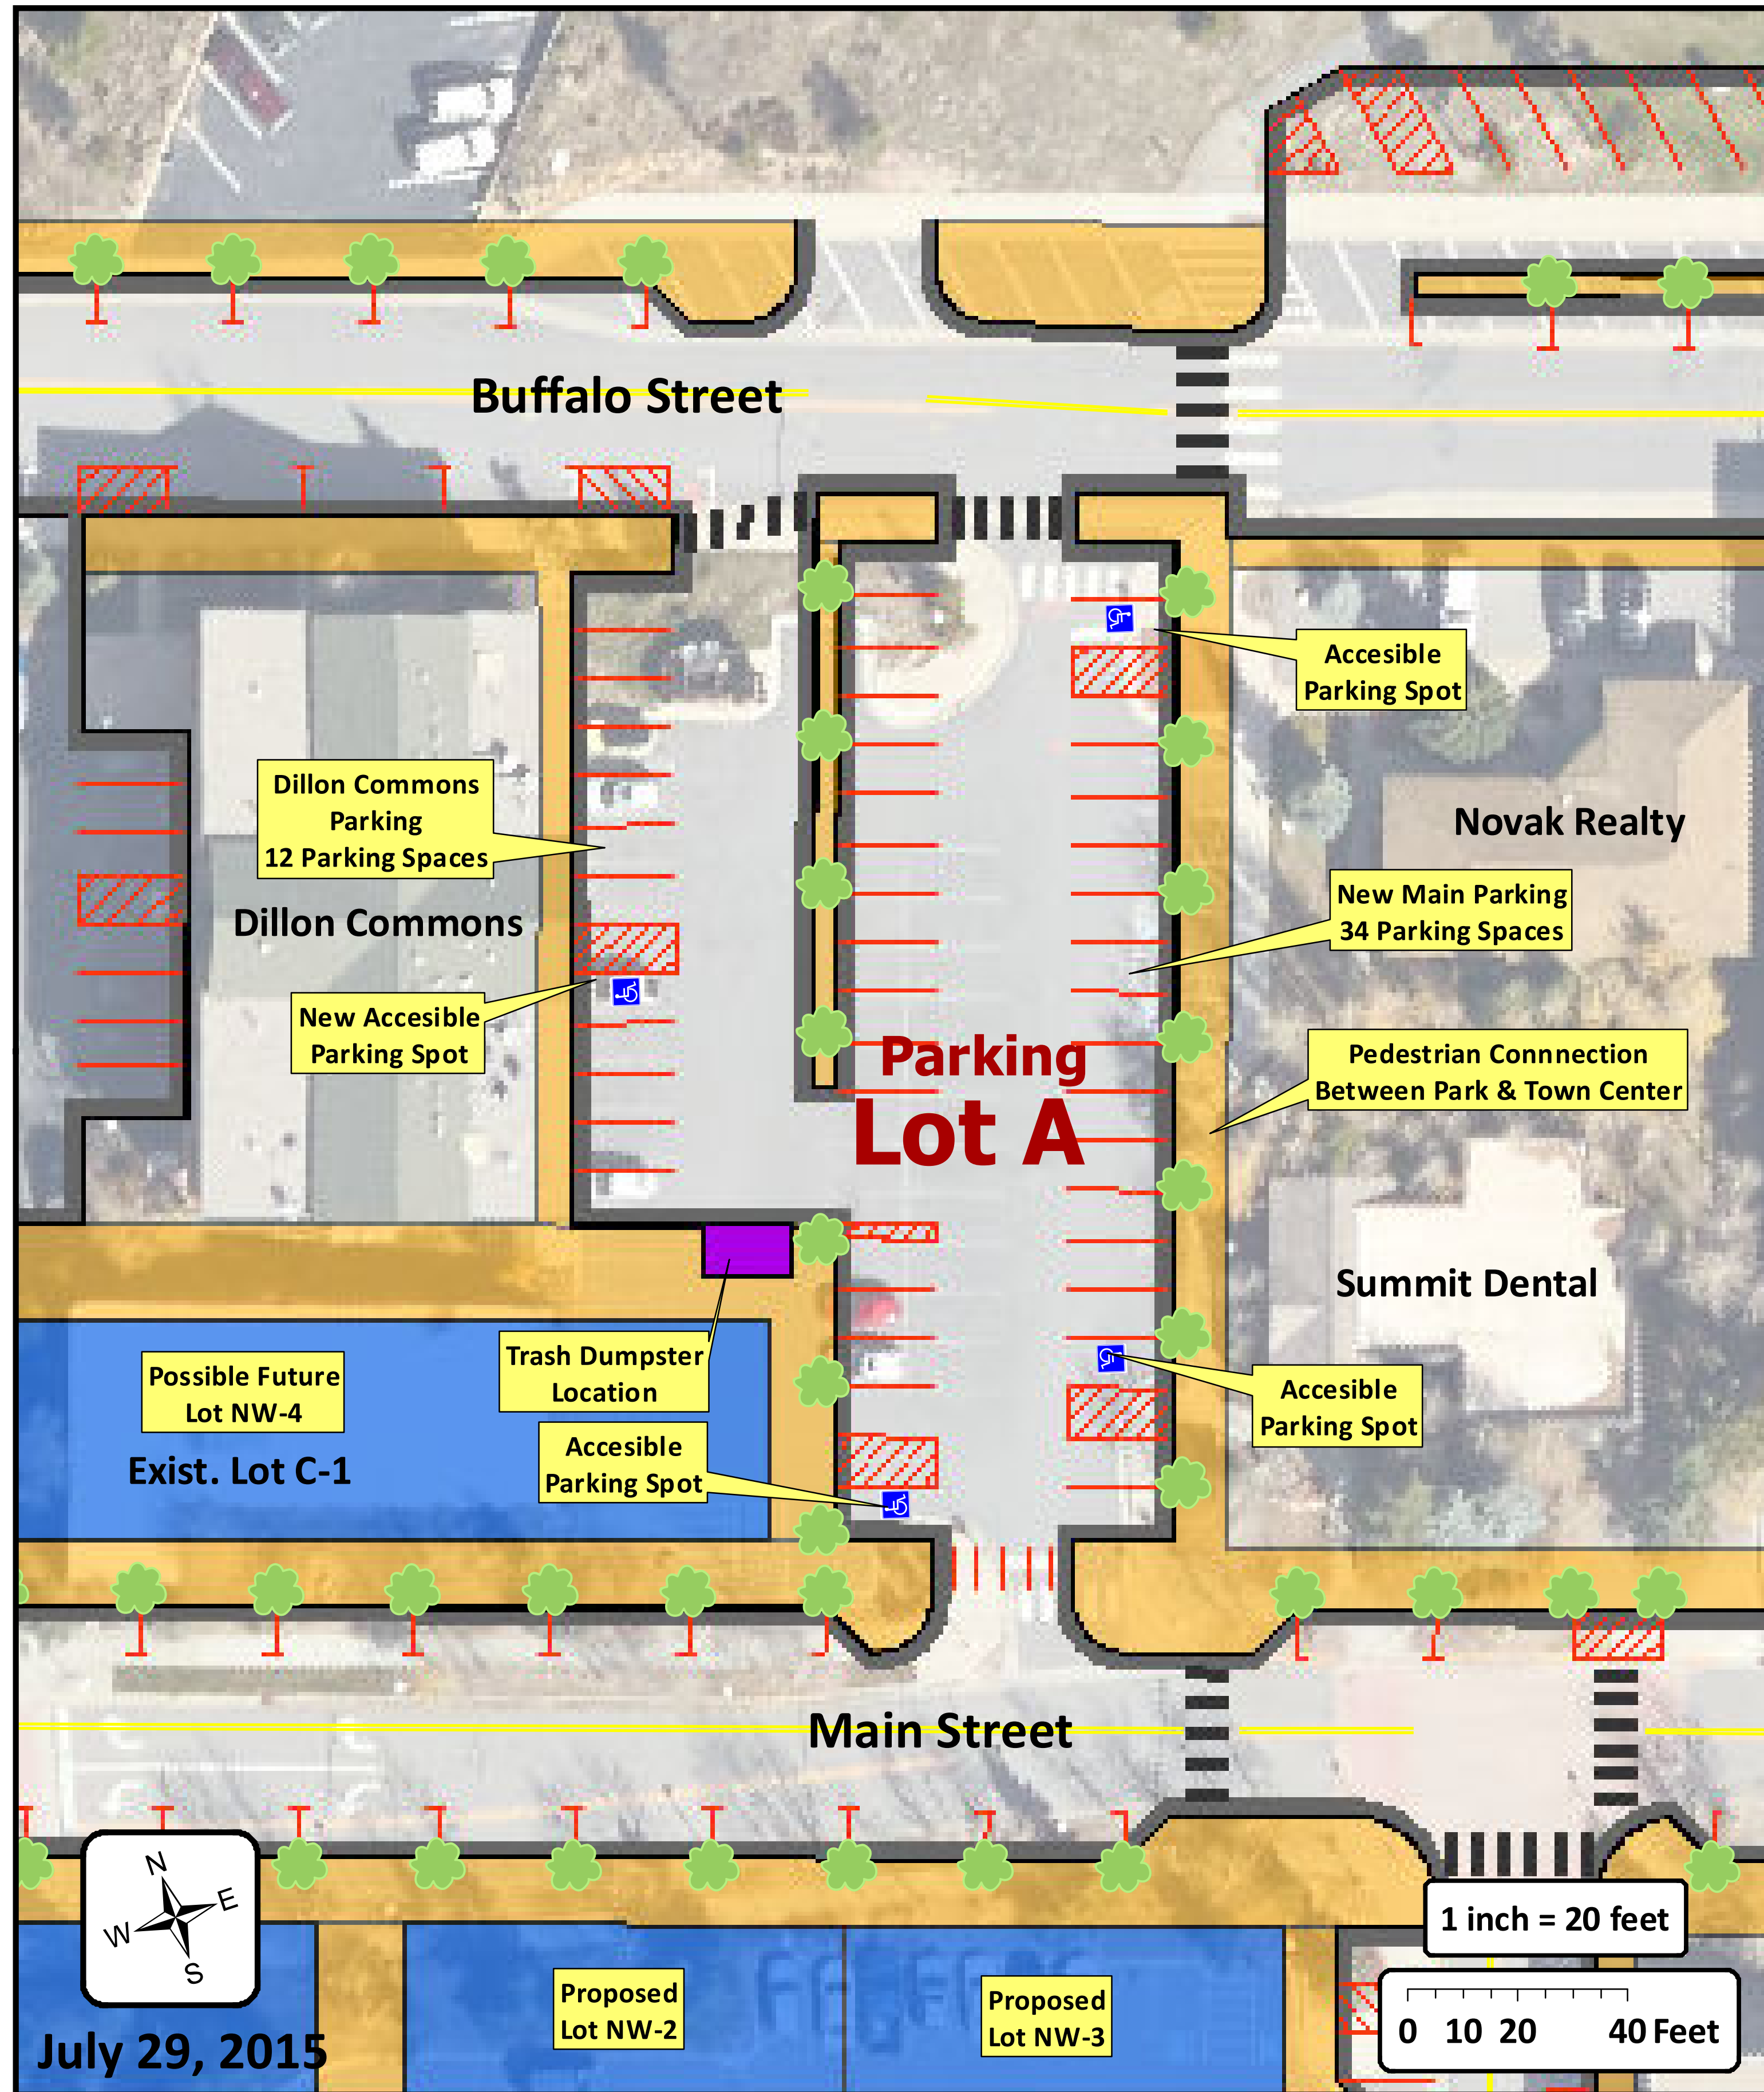 Buffalo Street
Accesible
Parking Spot
Dillon Commons
Parking
12 Parking Spaces
Novak Realty
New Main Parking
34 Parking Spaces
Dillon Commons
New Accesible
Parking Spot
Parking
Lot A
Pedestrian Connnection
Between Park & Town Center
Summit Dental
Trash Dumpster
Location
Possible Future
Lot NW-4
Exist. Lot C-1
Accesible
Parking Spot
Accesible
Parking Spot
Main Street
N
E
W
S
1 inch = 20 feet
Proposed
Lot NW-2
Proposed
Lot NW-3
0 10 20 40 Feet
July 29, 2015